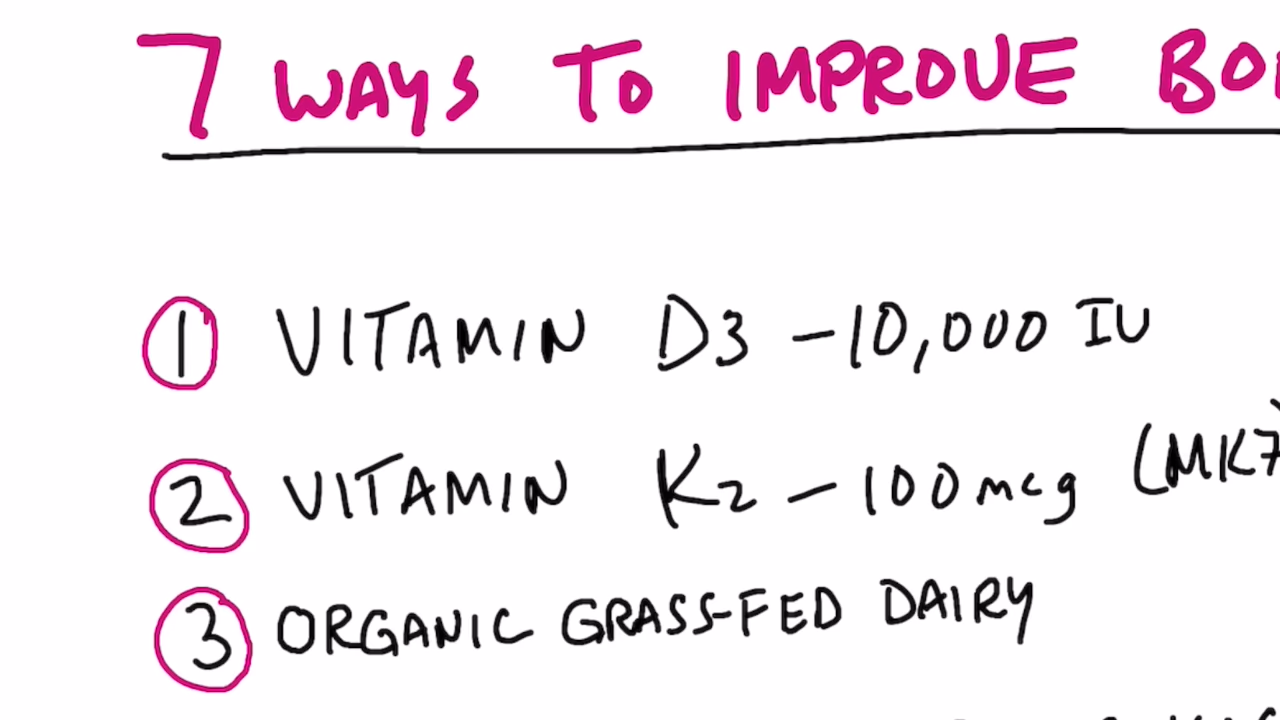 7 WAYS TO IMPROVE
1 VITAMIN D3 - 10,000 IU
2 VITAMIN K2 - 100mcg (MK7)
3 ORGANIC GRASS-FED DAIRY